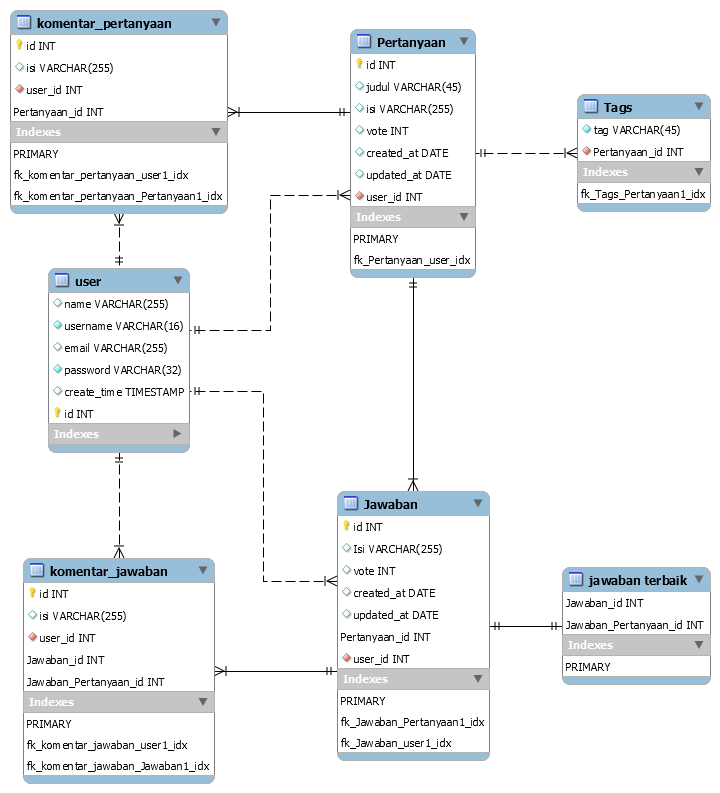 komentar_pertanyaan
id INT
isi VARCHAR(255)
user_id INT
Pertanyaan_id INT
Indexes
PRIMARY
fk_komentar_pertanyaan_user1_idx
fk_komentar_pertanyaan_Pertanyaan1_idx
Pertanyaan
id INT
judul VARCHAR(45)
isi VARCHAR(255)
vote INT
created_at DATE
updated_at DATE
user_id INT
Indexes
PRIMARY
fk_Pertanyaan_user_idx
Tags
tag VARCHAR(45)
Pertanyaan_id INT
Indexes
fk_Tags_Pertanyaan1_idx
user
name VARCHAR(255)
username VARCHAR(16)
email VARCHAR(255)
password VARCHAR(32)
create_time TIMESTAMP
id INT
Indexes
komentar_jawaban
id INT
isi VARCHAR(255)
user_id INT
Jawaban_id INT
Jawaban_Pertanyaan_id INT
Indexes
PRIMARY
fk_komentar_jawaban_user1_idx
fk_komentar_jawaban_Jawaban1_idx
Jawaban
id INT
Isi VARCHAR(255)
vote INT
created_at DATE
updated_at DATE
Pertanyaan_id INT
user_id INT
Indexes
PRIMARY
fk_Jawaban_Pertanyaan1_idx
fk_Jawaban_user1_idx
jawaban terbaik
Jawaban_id INT
Jawaban_Pertanyaan_id INT
Indexes
PRIMARY